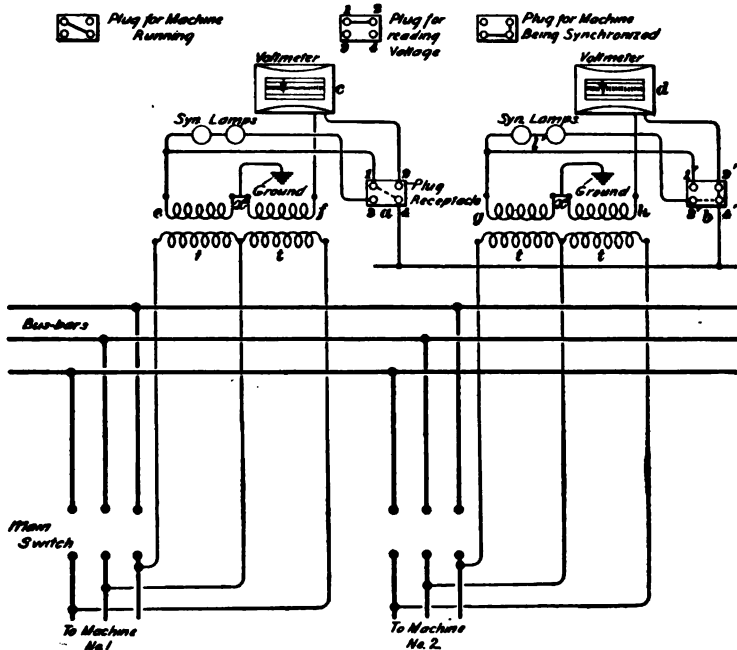 Plug for Machine
Running
1 2
3 4
Plug for
reading
Voltage
Plug for Machine
Being Synchronized
Voltmeter
c
Voltmeter
d
Syn. Lamps
Syn. Lamps
l
1 2
3 a 4
Plug
Receptacle
1' 2'
3' b 4'
x
Ground
x
Ground
e
f
g
h
t
t
t
t
Bus-bars
Main
Switch
To Machine
No. 1
To Machine
No. 2